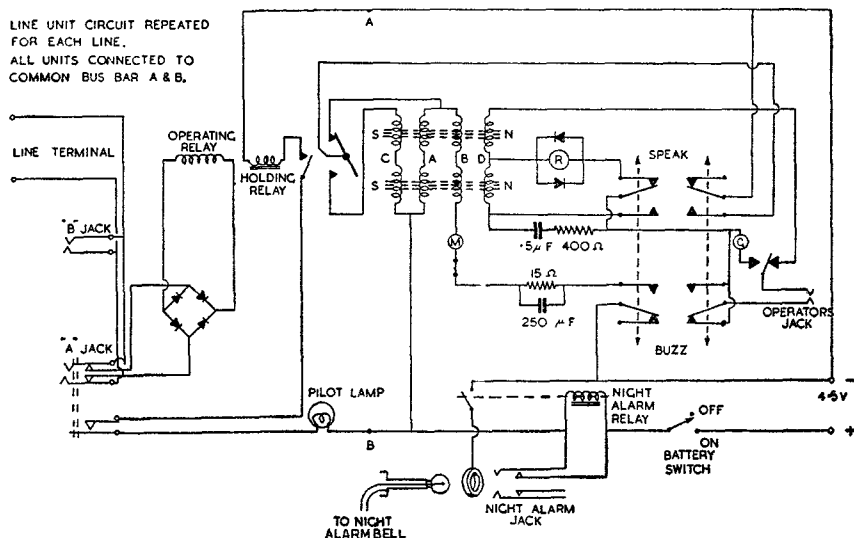 LINE UNIT CIRCUIT REPEATED
FOR EACH LINE.
ALL UNITS CONNECTED TO
COMMON BUS BAR A & B.
A
LINE TERMINAL
OPERATING
RELAY
HOLDING
RELAY
S
S
C
A
B
D
N
N
R
SPEAK
"B" JACK
M
·5µF 400Ω
G
15Ω
250 µF
OPERATORS
JACK
BUZZ
"A" JACK
PILOT LAMP
B
NIGHT
ALARM
RELAY
OFF
ON
BATTERY
SWITCH
−
4·5V
+
TO NIGHT
ALARM BELL
NIGHT ALARM
JACK